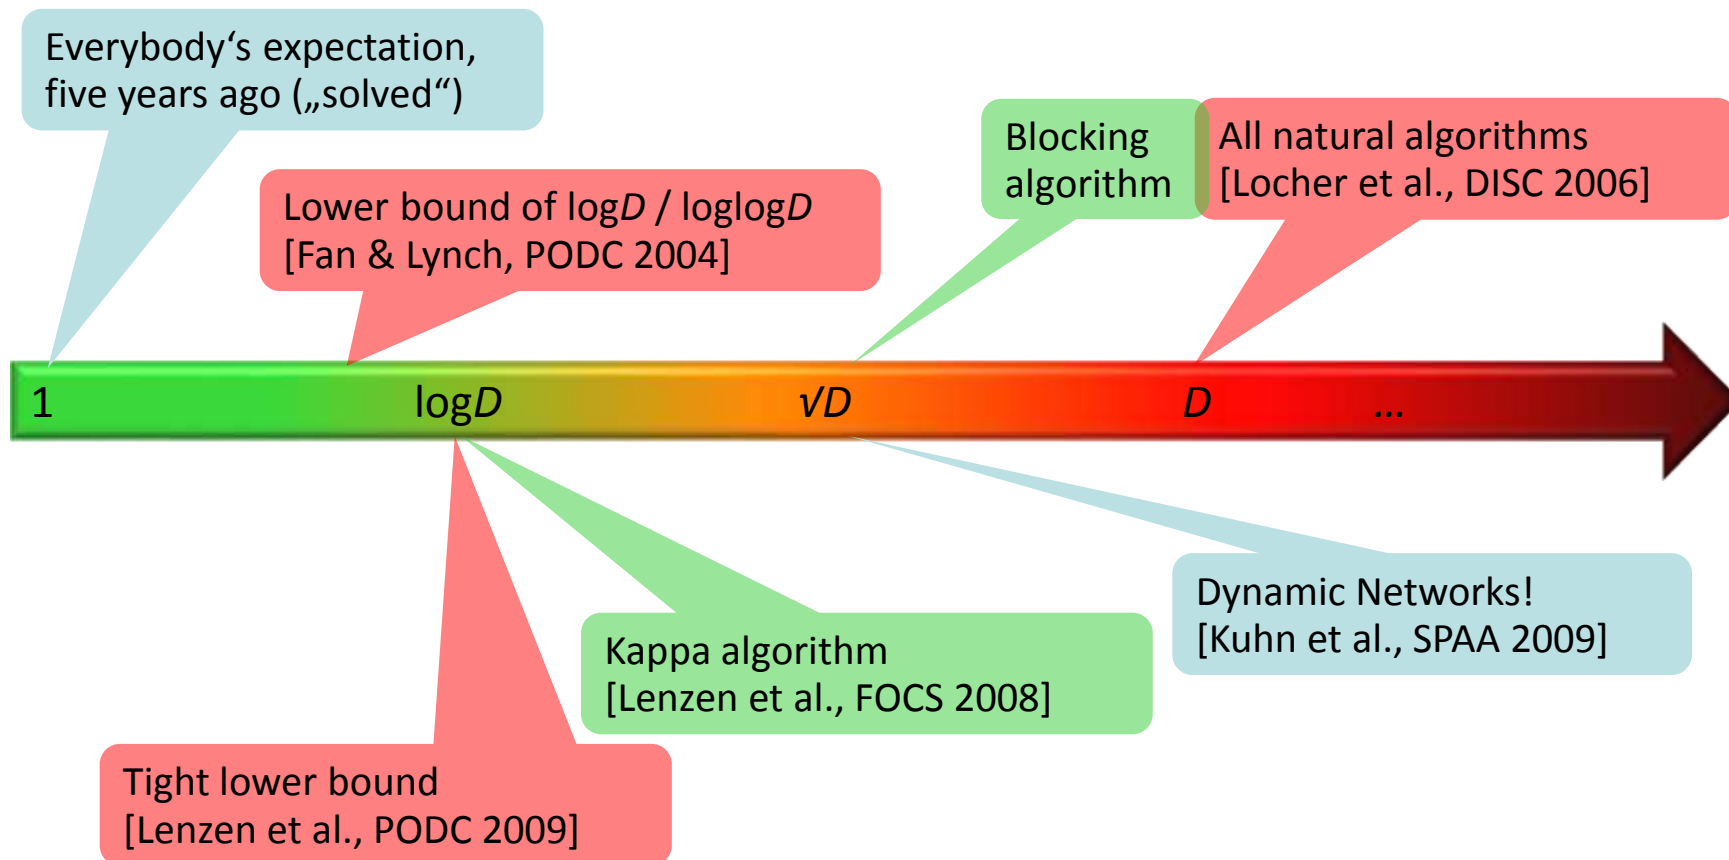 Everybody‘s expectation,
five years ago („solved“)
Lower bound of logD / loglogD
[Fan & Lynch, PODC 2004]
Blocking
algorithm
All natural algorithms
[Locher et al., DISC 2006]
1
logD
√D
D
...
Tight lower bound
[Lenzen et al., PODC 2009]
Kappa algorithm
[Lenzen et al., FOCS 2008]
Dynamic Networks!
[Kuhn et al., SPAA 2009]